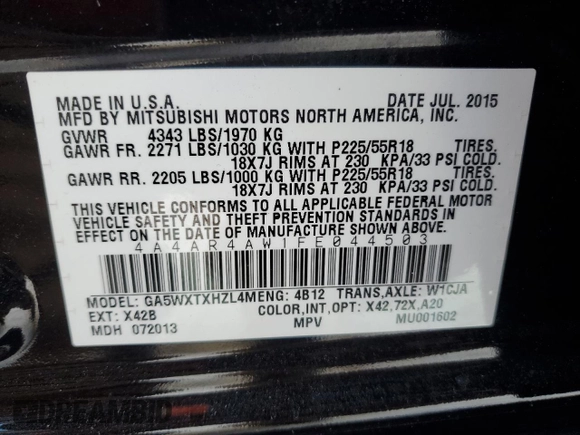 MADE IN U.S.A. DATE JUL. 2015
MFD BY MITSUBISHI MOTORS NORTH AMERICA, INC.
GVWR 4343 LBS/1970 KG
GAWR FR. 2271 LBS/1030 KG WITH P225/55R18 TIRES.
18X7J RIMS AT 230 KPA/33 PSI COLD.
GAWR RR. 2205 LBS/1000 KG WITH P225/55R18 TIRES.
18X7J RIMS AT 230 KPA/33 PSI COLD.
THIS VEHICLE CONFORMS TO ALL APPLICABLE FEDERAL MOTOR
VEHICLE SAFETY AND THEFT PREVENTION STANDARDS IN
EFFECT ON THE DATE OF MANUFACTURE SHOWN ABOVE.
4A4AR4AW1FE044503
MODEL: GA5WXTXHZL4MENG: 4B12 TRANS,AXLE: W1CJA
EXT: X42B COLOR,INT,OPT: X42,72X,A20
MDH 072013 MPV MU001602
DREAMBID